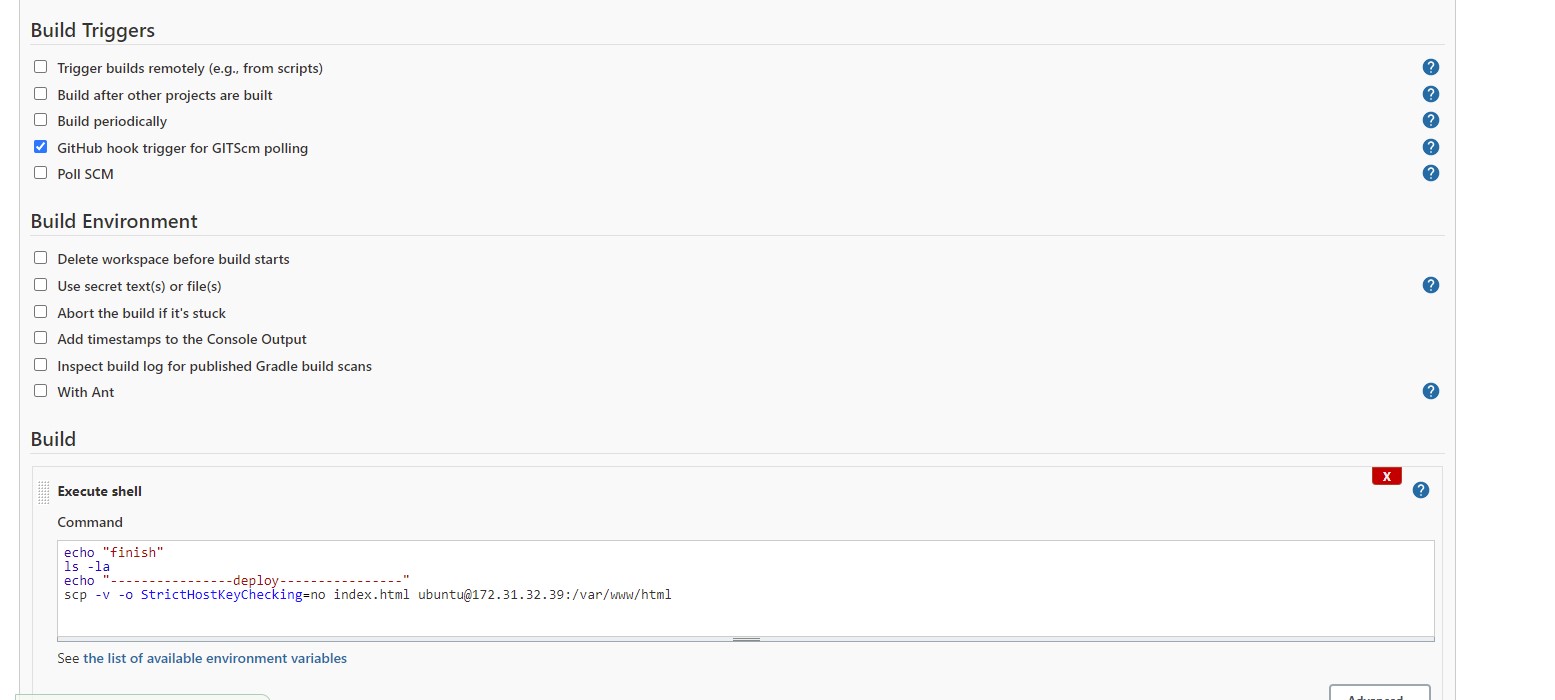 Build Triggers
Trigger builds remotely (e.g., from scripts)
?
Build after other projects are built
?
Build periodically
?
GitHub hook trigger for GITScm polling
?
Poll SCM
?
Build Environment
Delete workspace before build starts
Use secret text(s) or file(s)
?
Abort the build if it's stuck
Add timestamps to the Console Output
Inspect build log for published Gradle build scans
With Ant
?
Build
X
Execute shell
?
Command
echo "finish"
ls -la
echo "----------------deploy----------------"
scp -v -o StrictHostKeyChecking=no index.html ubuntu@172.31.32.39:/var/www/html
See the list of available environment variables
Advanced...